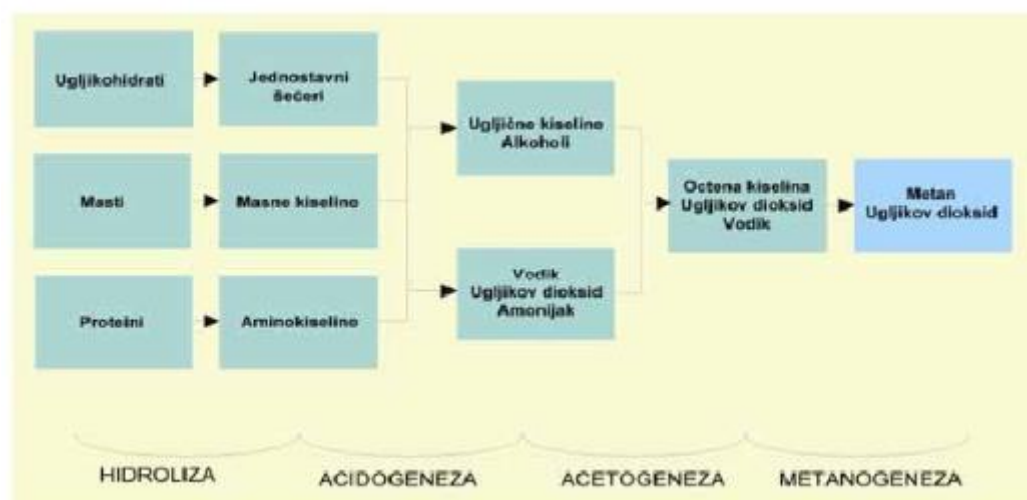 Ugljikohidrati
Jednostavni
šećeri
Masti
Masne kiseline
Proteini
Aminokiseline
Ugljične kiseline
Alkoholi
Vodik
Ugljikov dioksid
Amonijak
Octena kiselina
Ugljikov dioksid
Vodik
Metan
Ugljikov dioksid
HIDROLIZA
ACIDOGENEZA
ACETOGENEZA
METANOGENEZA